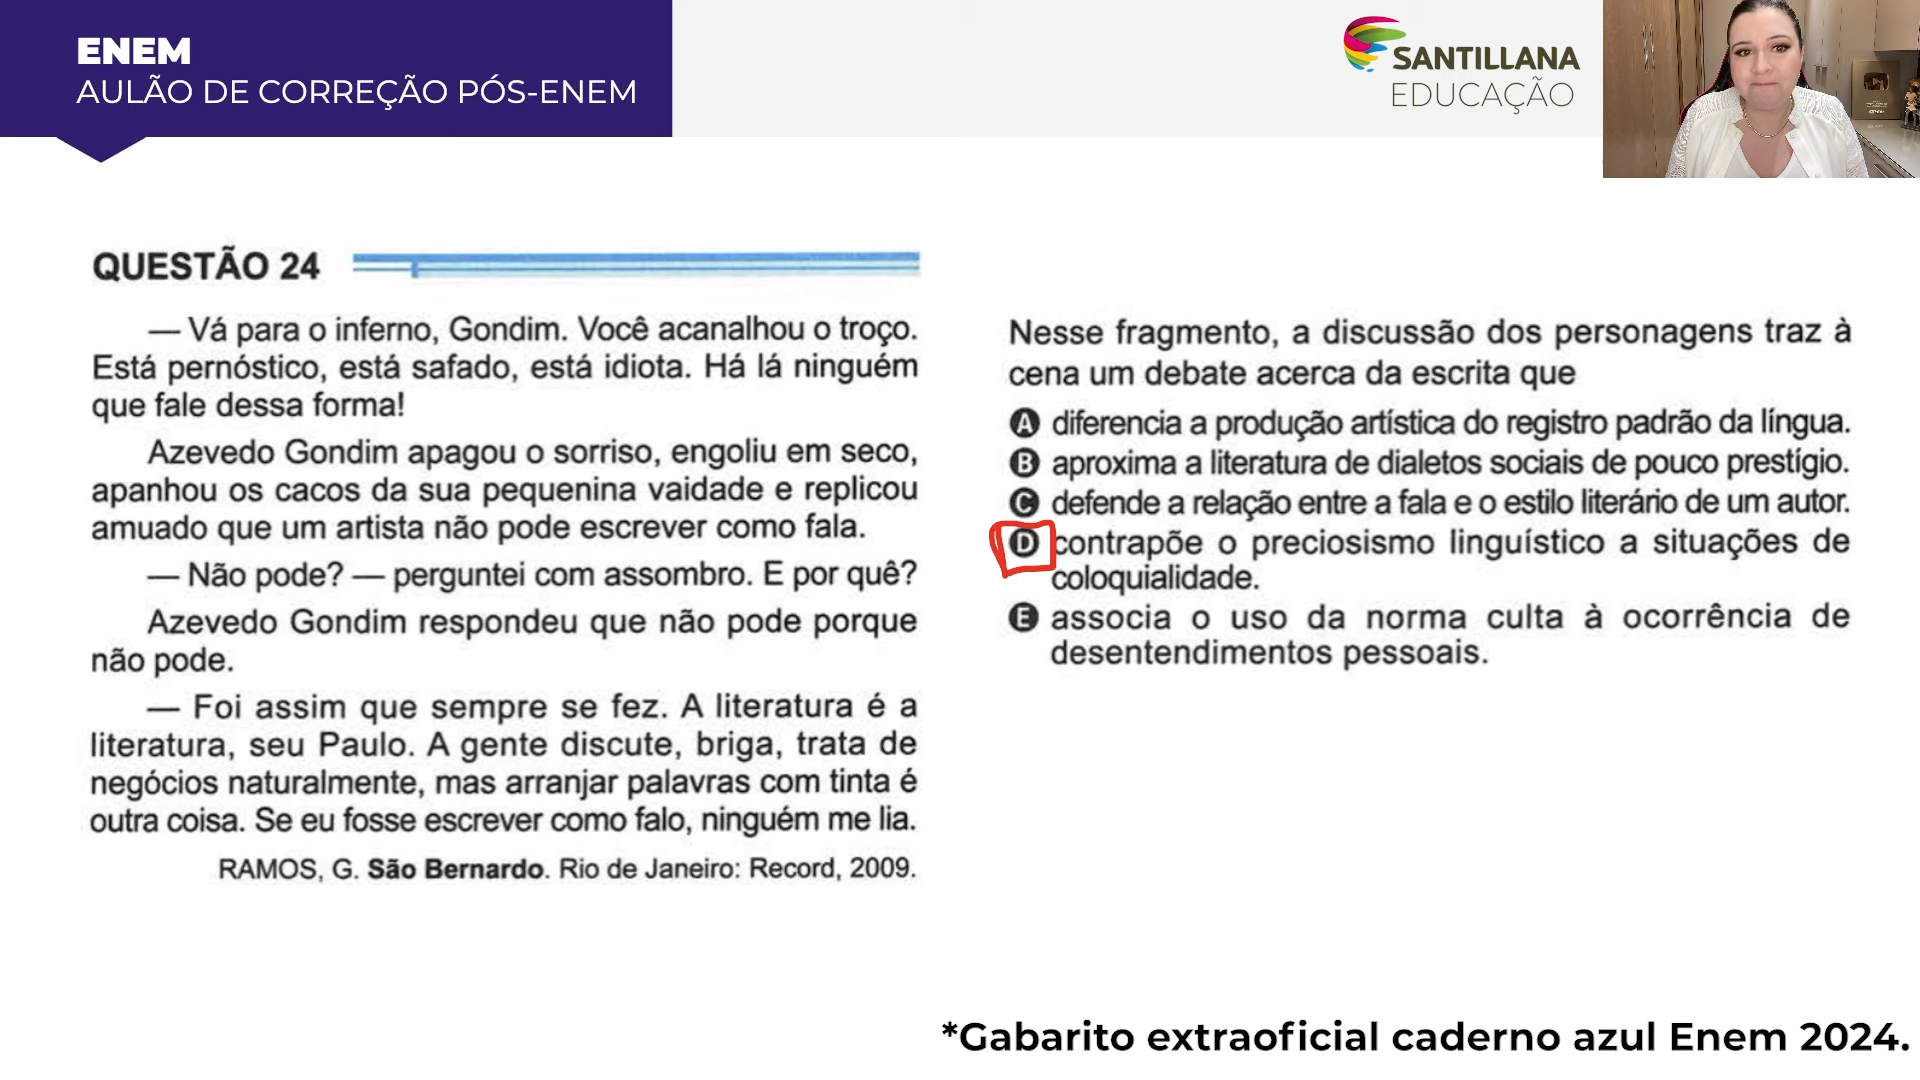 ENEM
AULÃO DE CORREÇÃO PÓS-ENEM
SANTILLANA
EDUCAÇÃO
QUESTÃO 24
— Vá para o inferno, Gondim. Você acanalhou o troço.
Está pernóstico, está safado, está idiota. Há lá ninguém
que fale dessa forma!
Azevedo Gondim apagou o sorriso, engoliu em seco,
apanhou os cacos da sua pequenina vaidade e replicou
amuado que um artista não pode escrever como fala.
— Não pode? — perguntei com assombro. E por quê?
Azevedo Gondim respondeu que não pode porque
não pode.
— Foi assim que sempre se fez. A literatura é a
literatura, seu Paulo. A gente discute, briga, trata de
negócios naturalmente, mas arranjar palavras com tinta é
outra coisa. Se eu fosse escrever como falo, ninguém me lia.
RAMOS, G. São Bernardo. Rio de Janeiro: Record, 2009.
Nesse fragmento, a discussão dos personagens traz à
cena um debate acerca da escrita que
A diferencia a produção artística do registro padrão da língua.
B aproxima a literatura de dialetos sociais de pouco prestígio.
C defende a relação entre a fala e o estilo literário de um autor.
D contrapõe o preciosismo linguístico a situações de
coloquialidade.
E associa o uso da norma culta à ocorrência de
desentendimentos pessoais.
*Gabarito extraoficial caderno azul Enem 2024.